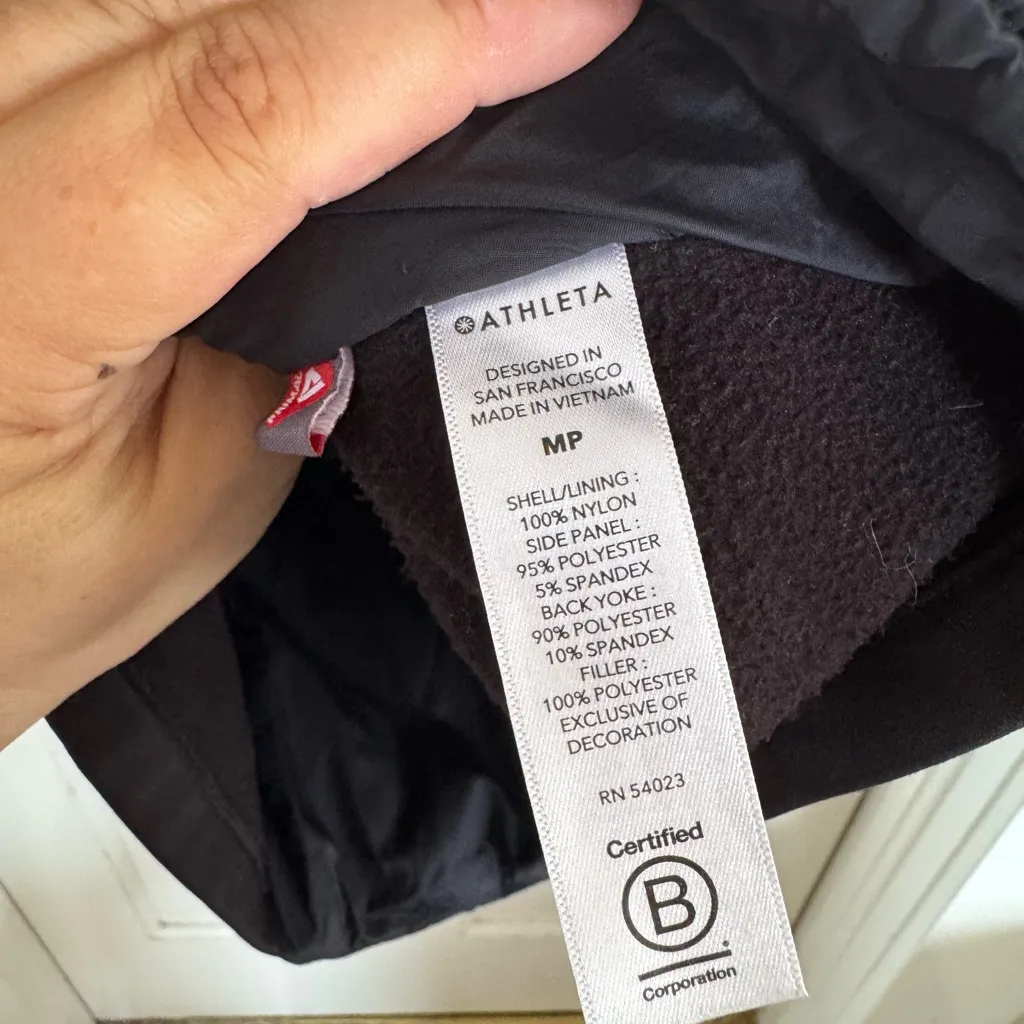 ATHLETA
DESIGNED IN
SAN FRANCISCO
MADE IN VIETNAM
MP
SHELL/LINING :
100% NYLON
SIDE PANEL :
95% POLYESTER
5% SPANDEX
BACK YOKE :
90% POLYESTER
10% SPANDEX
FILLER :
100% POLYESTER
EXCLUSIVE OF
DECORATION
RN 54023
Certified
B
Corporation